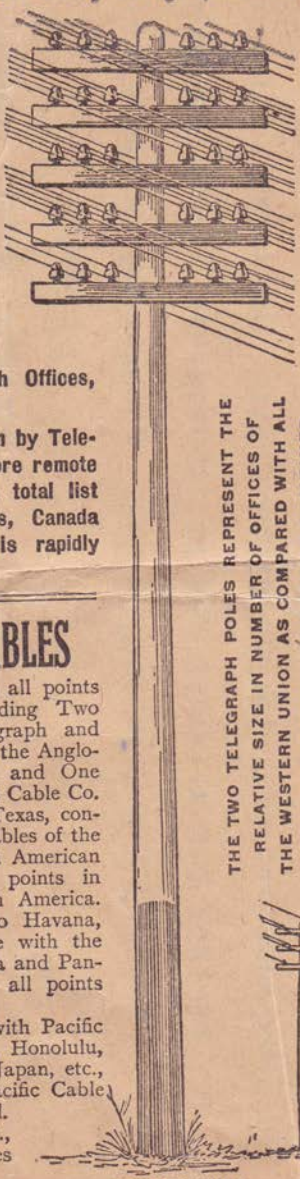 h Offices,
n by Tele-
ore remote
total list
s, Canada
is rapidly
BLES
all points
ding Two
graph and
the Anglo-
and One
Cable Co.
Texas, con-
ables of the
American
points in
America.
o Havana,
e with the
a and Pan-
all points
with Pacific
Honolulu,
Japan, etc.,
acific Cable
THE TWO TELEGRAPH POLES REPRESENT THE
RELATIVE SIZE IN NUMBER OF OFFICES OF
THE WESTERN UNION AS COMPARED WITH ALL